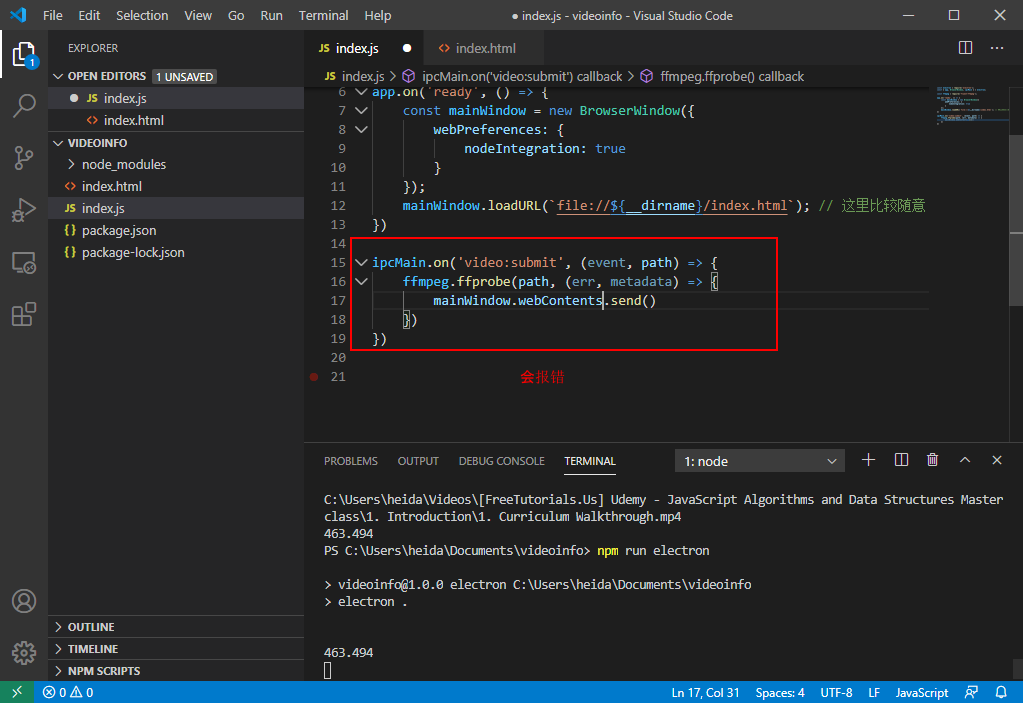 File Edit Selection View Go Run Terminal Help
● index.js - videoinfo - Visual Studio Code
1
EXPLORER
OPEN EDITORS 1 UNSAVED
● JS index.js
<> index.html
VIDEOINFO
node_modules
<> index.html
JS index.js
{} package.json
{} package-lock.json
OUTLINE
TIMELINE
NPM SCRIPTS
JS index.js ● <> index.html
JS index.js > ipcMain.on('video:submit') callback > ffmpeg.ffprobe() callback
6 app.on('ready', () => {
7 const mainWindow = new BrowserWindow({
8 webPreferences: {
9 nodeIntegration: true
10 }
11 });
12 mainWindow.loadURL(`file://${__dirname}/index.html`); // 这里比较随意
13 })
14
15 ipcMain.on('video:submit', (event, path) => {
16 ffmpeg.ffprobe(path, (err, metadata) => {
17 mainWindow.webContents.send()
18 })
19 })
20
21
会报错
PROBLEMS OUTPUT DEBUG CONSOLE TERMINAL 1: node
C:\Users\heida\Videos\[FreeTutorials.Us] Udemy - JavaScript Algorithms and Data Structures Master
class\1. Introduction\1. Curriculum Walkthrough.mp4
463.494
PS C:\Users\heida\Documents\videoinfo> npm run electron
> videoinfo@1.0.0 electron C:\Users\heida\Documents\videoinfo
> electron .
463.494
0 0 Ln 17, Col 31 Spaces: 4 UTF-8 LF JavaScript